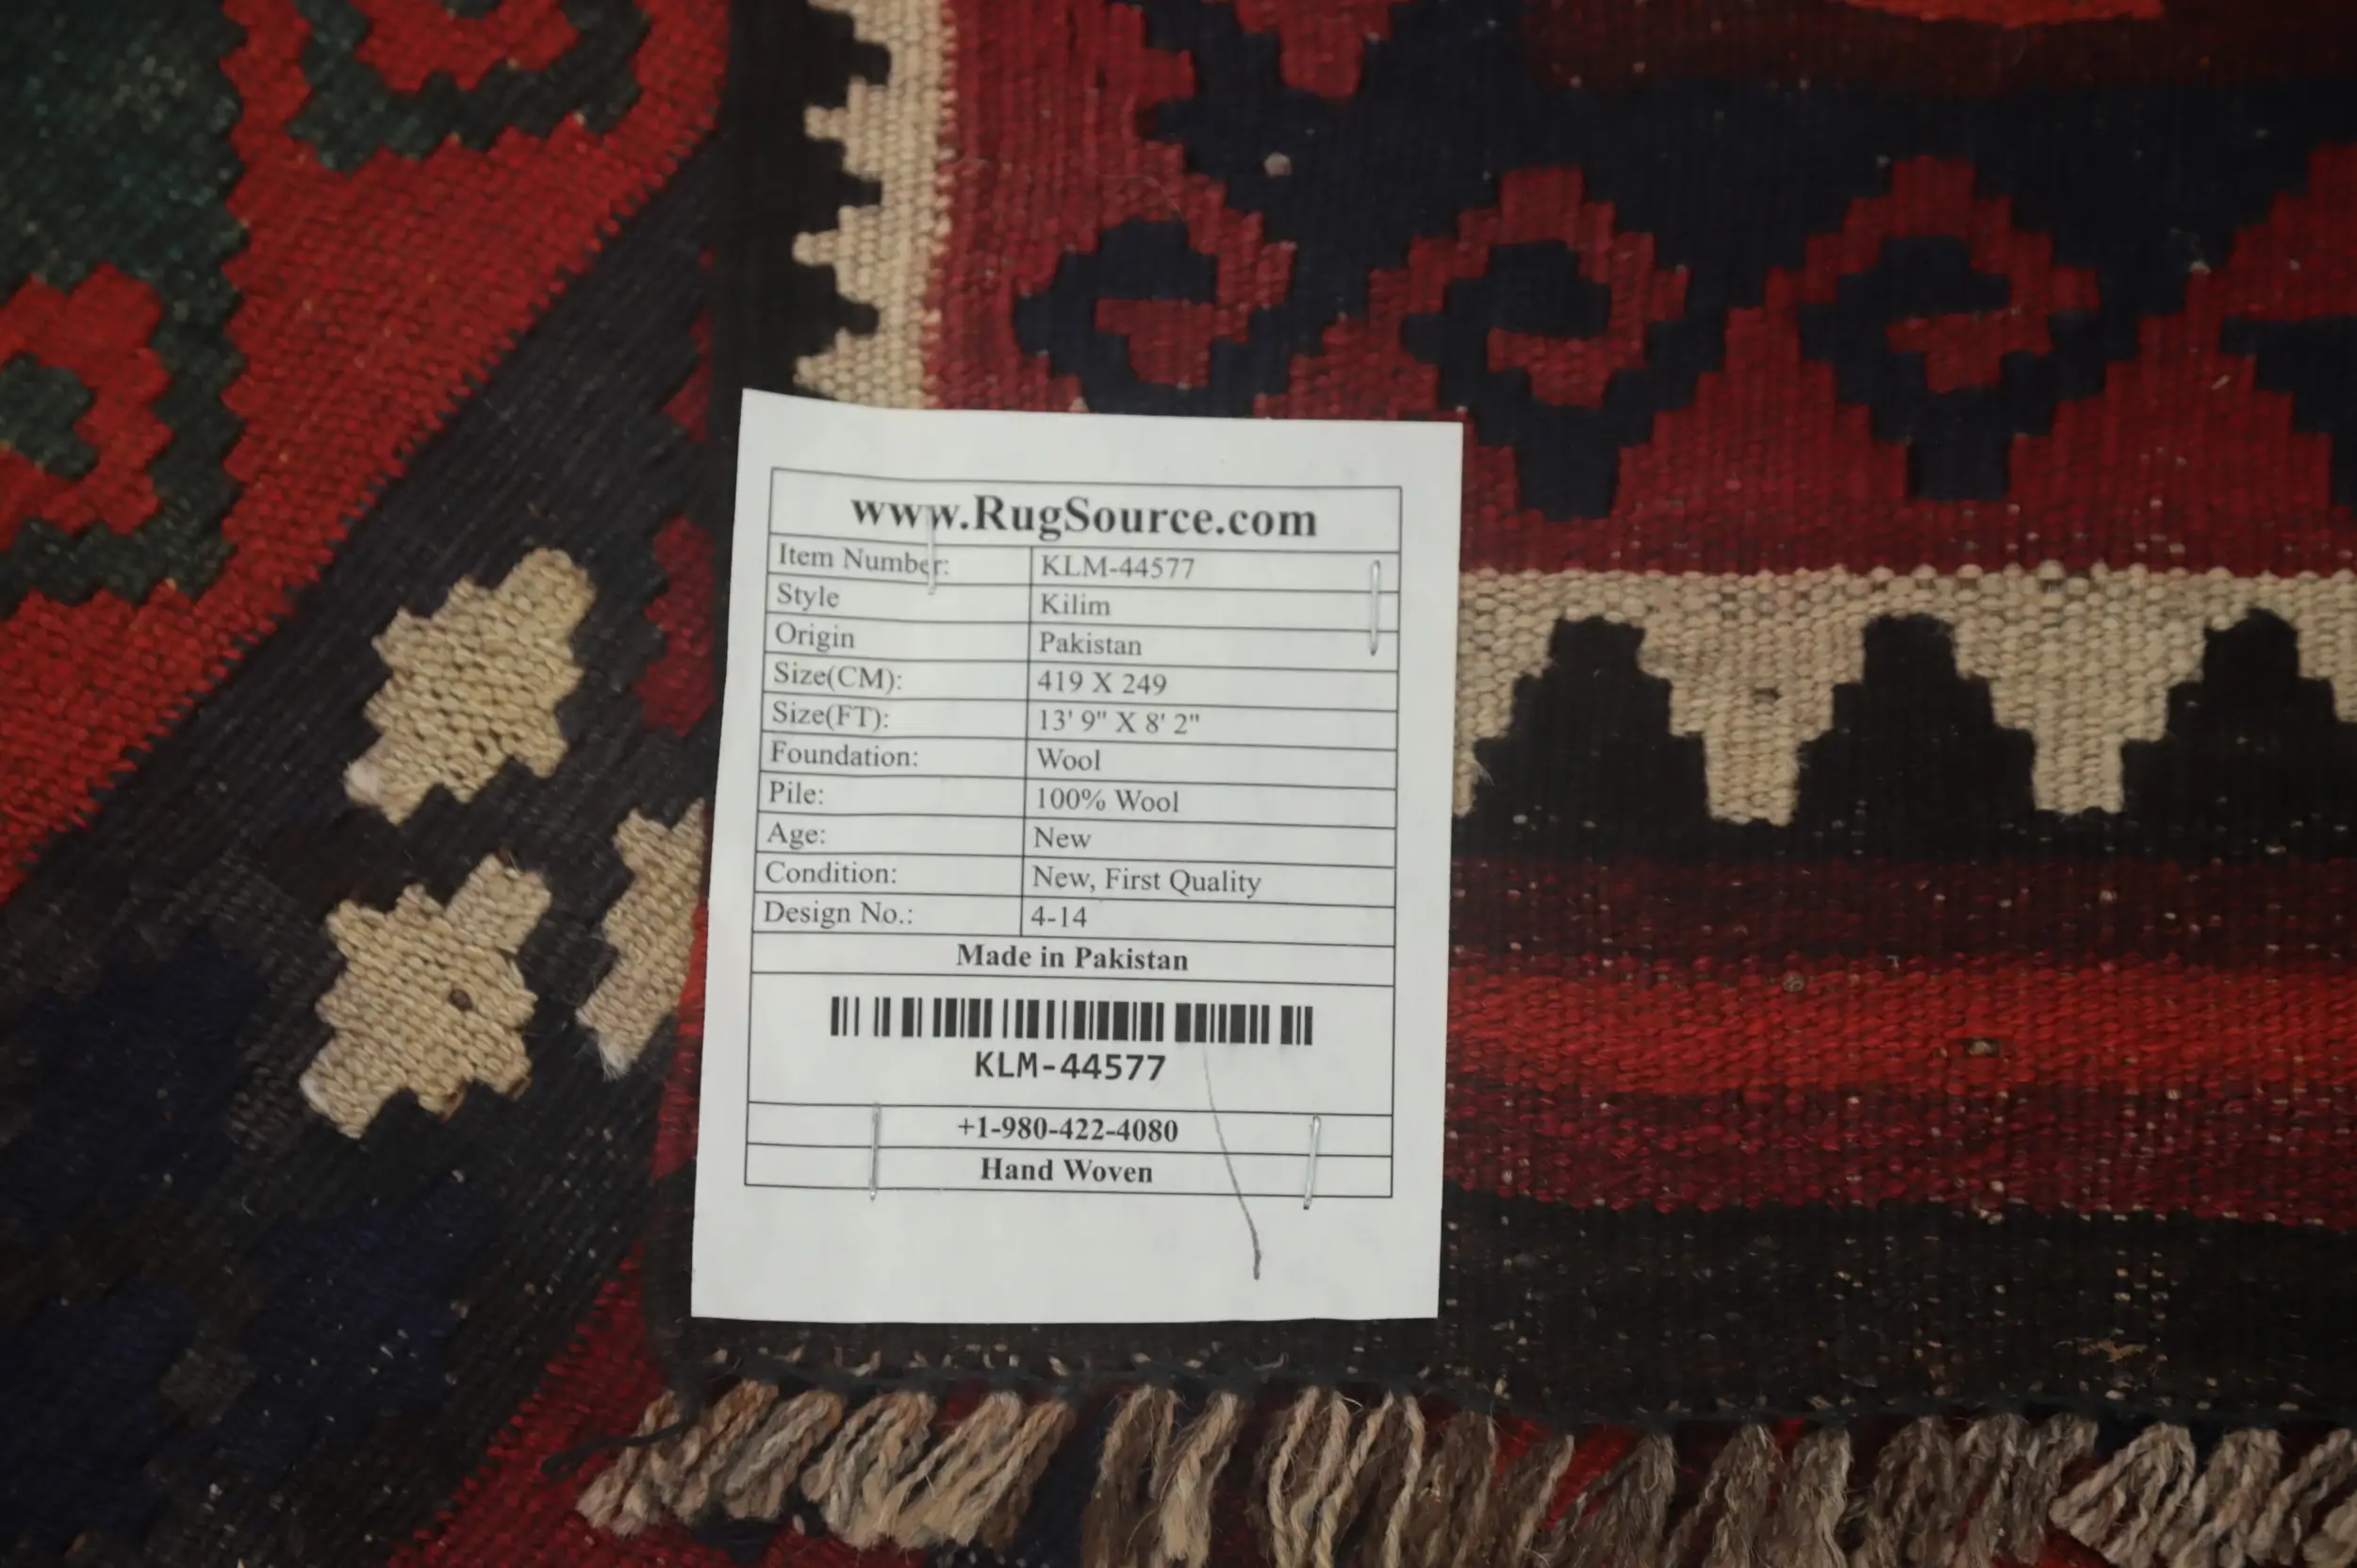 www.RugSource.com
Item Number: KLM-44577
Style Kilim
Origin Pakistan
Size(CM): 419 X 249
Size(FT): 13' 9" X 8' 2"
Foundation: Wool
Pile: 100% Wool
Age: New
Condition: New, First Quality
Design No.: 4-14
Made in Pakistan
KLM-44577
+1-980-422-4080
Hand Woven